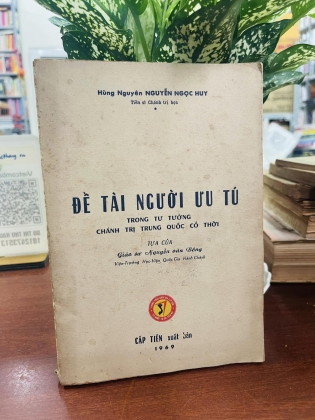 Hùng Nguyên NGUYỄN NGỌC HUY
Tiến sĩ Chánh trị học
ĐỀ TÀI NGƯỜI ƯU TÚ
TRONG TƯ TƯỞNG
CHÁNH TRỊ TRUNG QUỐC CỔ THỜI
TỰA CỦA
Giáo sư Nguyễn văn Bông
Viện-Trưởng Học-Viện Quốc-Gia Hành-Chánh
CẤP TIẾN xuất bản
1969